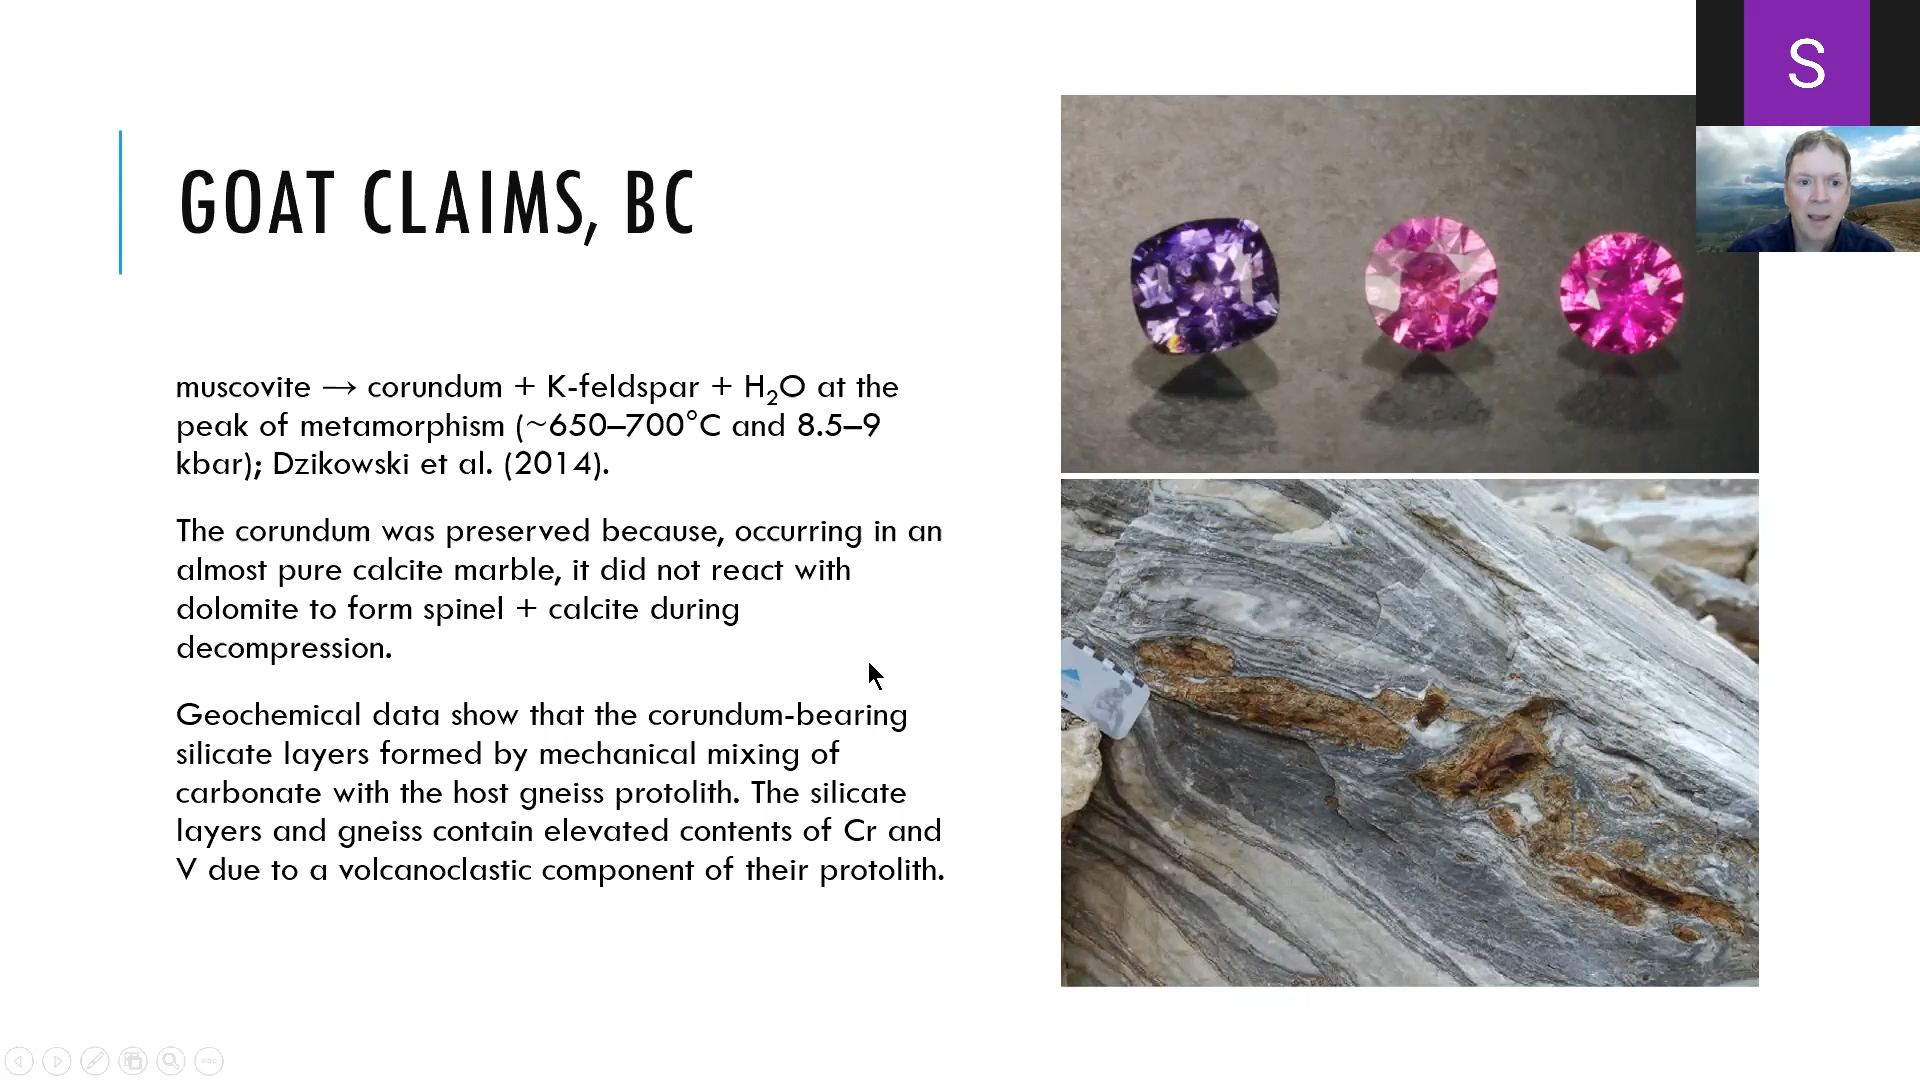 S
GOAT CLAIMS, BC
muscovite → corundum + K-feldspar + H₂O at the
peak of metamorphism (~650–700°C and 8.5–9
kbar); Dzikowski et al. (2014).
The corundum was preserved because, occurring in an
almost pure calcite marble, it did not react with
dolomite to form spinel + calcite during
decompression.
Geochemical data show that the corundum-bearing
silicate layers formed by mechanical mixing of
carbonate with the host gneiss protolith. The silicate
layers and gneiss contain elevated contents of Cr and
V due to a volcanoclastic component of their protolith.